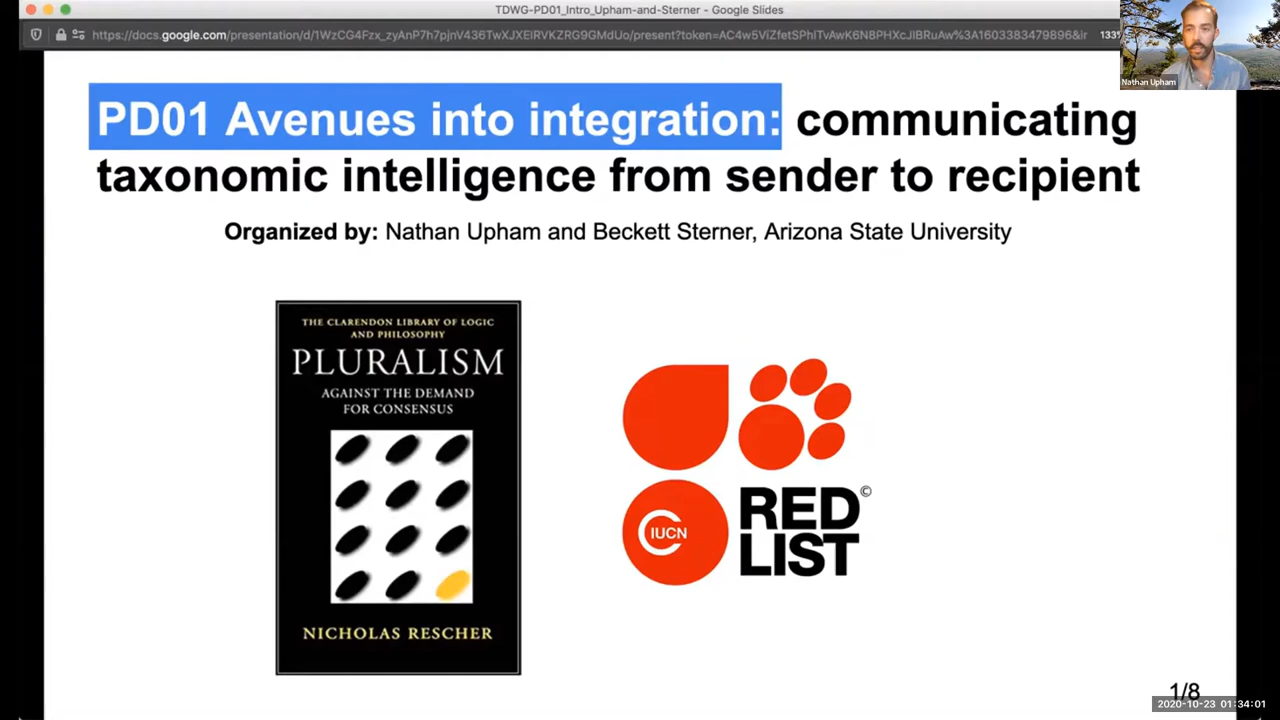 TDWG-PD01_Intro_Upham-and-Sterner - Google Slides
133%
Nathan Upham
PD01 Avenues into integration: communicating
taxonomic intelligence from sender to recipient
Organized by: Nathan Upham and Beckett Sterner, Arizona State University
THE CLARENDON LIBRARY OF LOGIC
AND PHILOSOPHY
PLURALISM
AGAINST THE DEMAND
FOR CONSENSUS
NICHOLAS RESCHER
IUCN
RED
LIST
©
1/8
2020-10-23 01:34:01